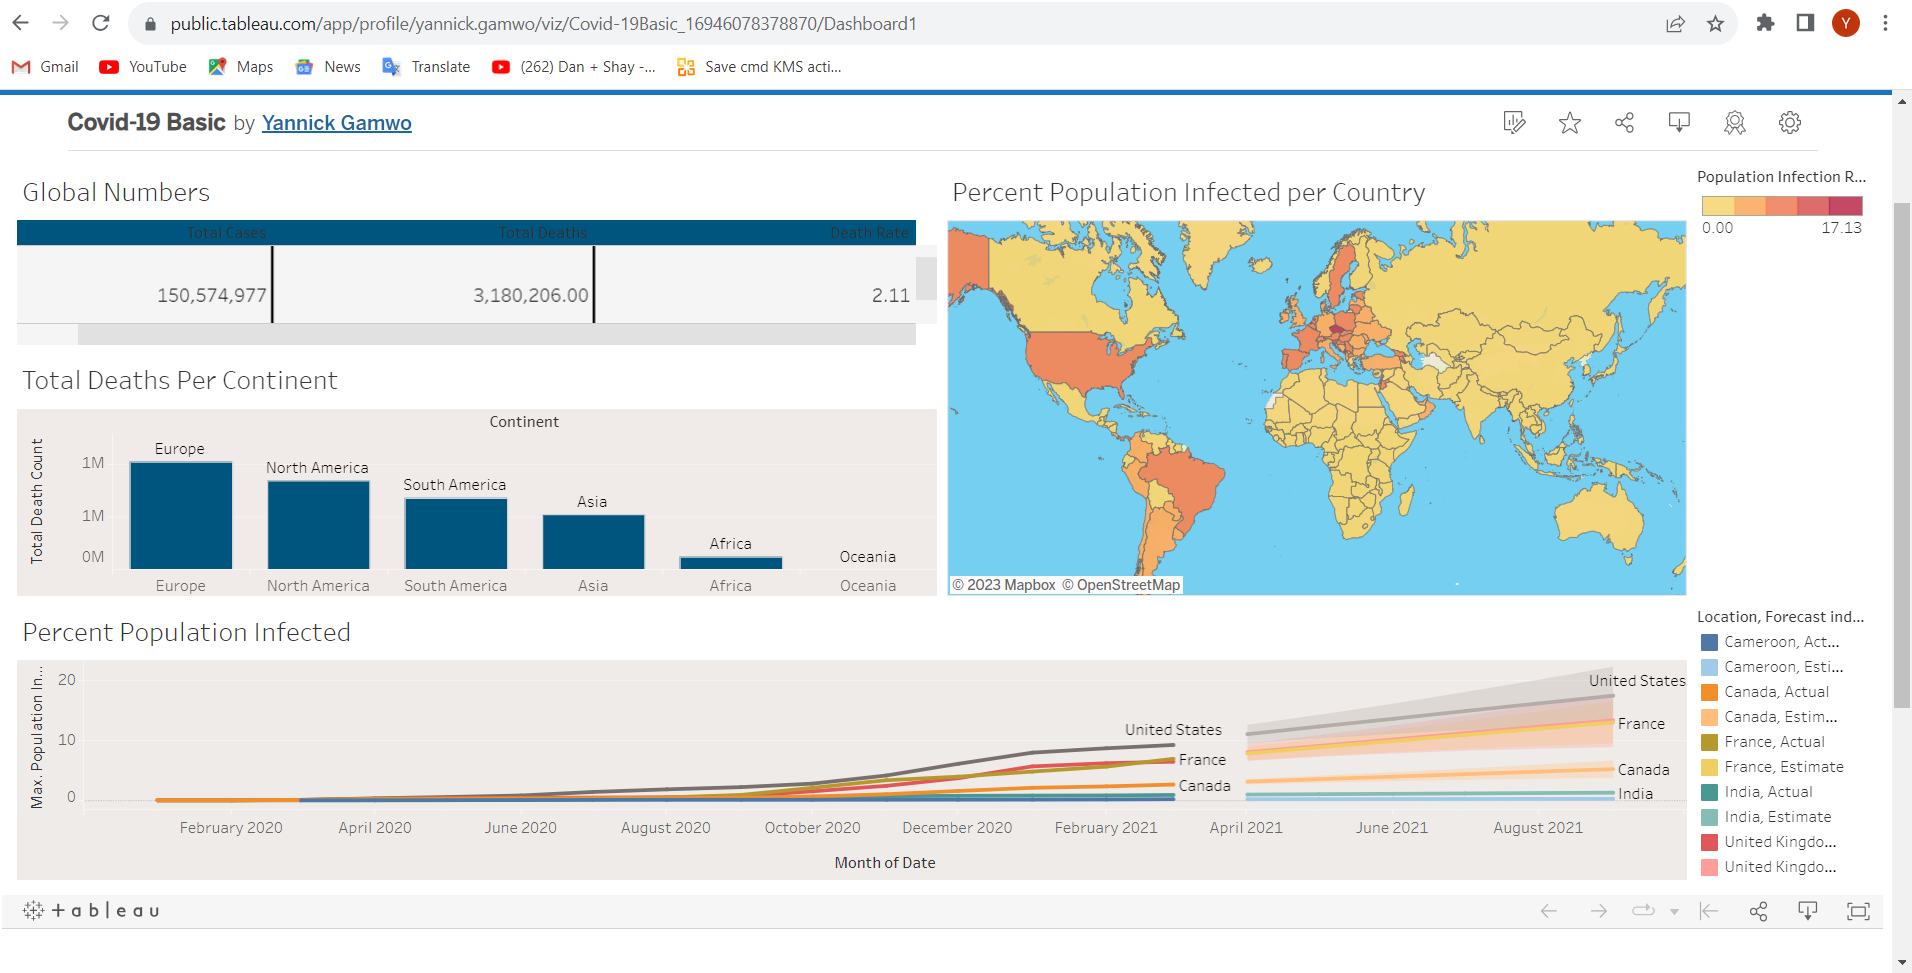 public.tableau.com/app/profile/yannick.gamwo/viz/Covid-19Basic_16946078378870/Dashboard1
Y
Gmail YouTube Maps News Translate (262) Dan + Shay -... Save cmd KMS acti...
Covid-19 Basic by Yannick Gamwo
Global Numbers
Total Cases Total Deaths Death Rate
150,574,977 3,180,206.00 2.11
Total Deaths Per Continent
Continent
Total Death Count
1M
1M
0M
Europe
North America
South America
Asia
Africa
Oceania
Europe North America South America Asia Africa Oceania
Percent Population Infected per Country
© 2023 Mapbox © OpenStreetMap
Population Infection R...
0.00 17.13
Percent Population Infected
Max. Population In...
20
10
0
United States
France
Canada
United States
France
Canada
India
February 2020 April 2020 June 2020 August 2020 October 2020 December 2020 February 2021 April 2021 June 2021 August 2021
Month of Date
Location, Forecast ind...
Cameroon, Act...
Cameroon, Esti...
Canada, Actual
Canada, Estim...
France, Actual
France, Estimate
India, Actual
India, Estimate
United Kingdo...
United Kingdo...
+ a b l e a u